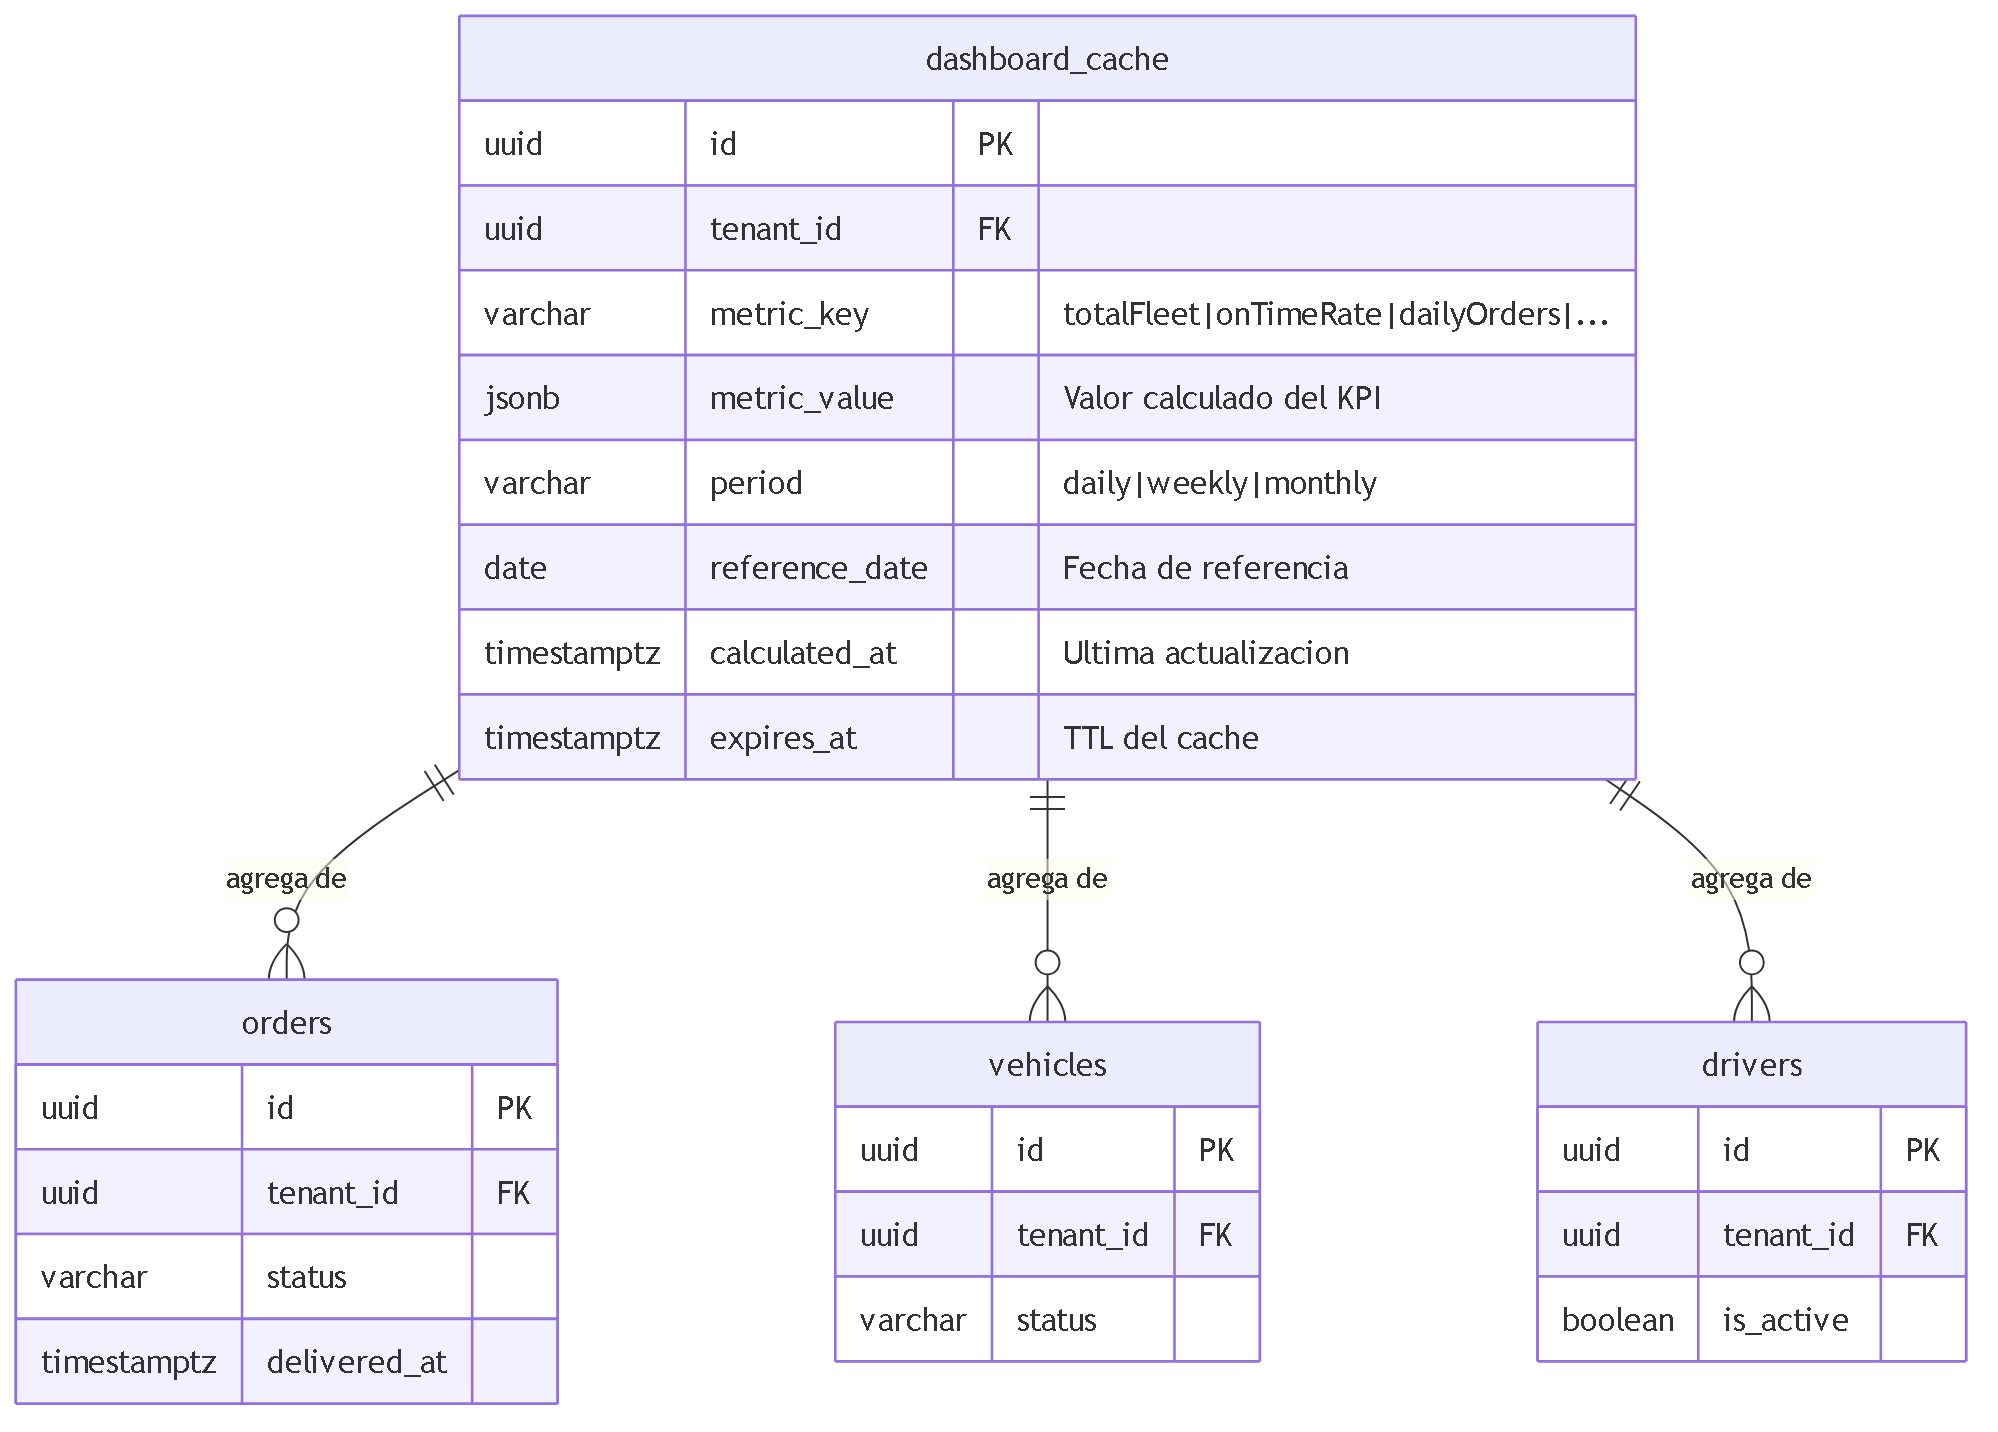 dashboard_cache
uuid id PK
uuid tenant_id FK
varchar metric_key totalFleet|onTimeRate|dailyOrders|...
jsonb metric_value Valor calculado del KPI
varchar period daily|weekly|monthly
date reference_date Fecha de referencia
timestamptz calculated_at Ultima actualizacion
timestamptz expires_at TTL del cache
agrega de
agrega de
agrega de
orders
uuid id PK
uuid tenant_id FK
varchar status
timestamptz delivered_at
vehicles
uuid id PK
uuid tenant_id FK
varchar status
drivers
uuid id PK
uuid tenant_id FK
boolean is_active